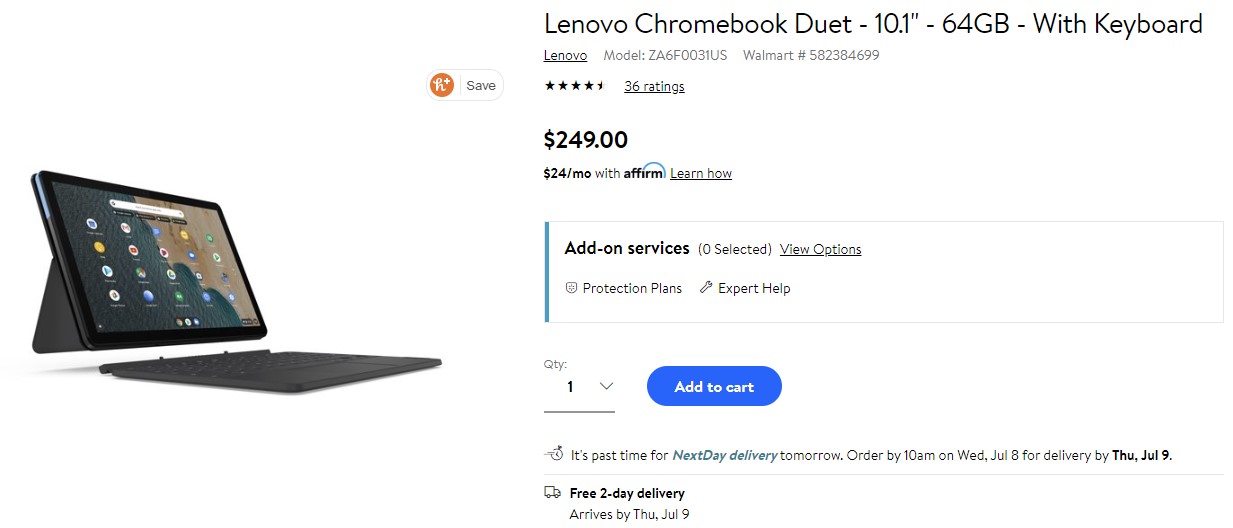 Lenovo Chromebook Duet - 10.1" - 64GB - With Keyboard
Lenovo Model: ZA6F0031US Walmart # 582384699
36 ratings
h+ Save
$249.00
$24/mo with affirm Learn how
Add-on services (0 Selected) View Options
Protection Plans Expert Help
Qty:
1 Add to cart
It's past time for NextDay delivery tomorrow. Order by 10am on Wed, Jul 8 for delivery by Thu, Jul 9.
Free 2-day delivery
Arrives by Thu, Jul 9